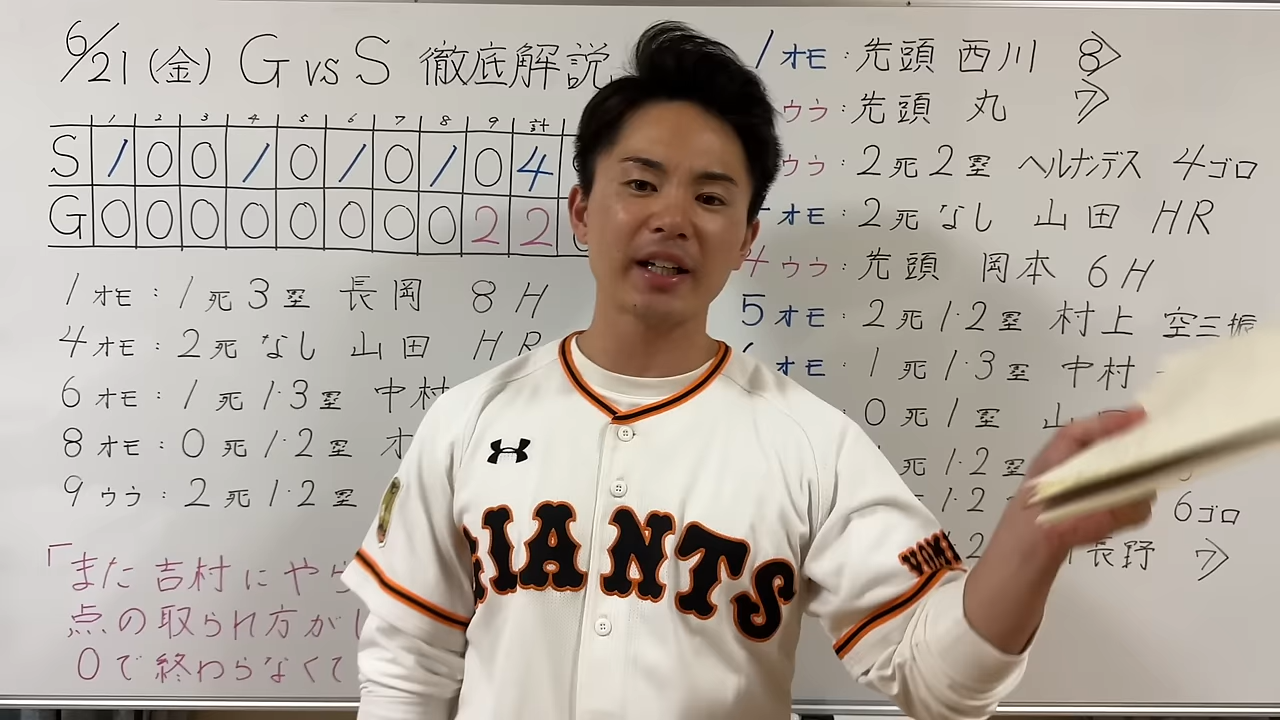 6/21(金) G vs S 徹底解説
1 2 3 4 5 6 7 8 9 計
S 1 0 0 1 0 1 0 1 0 4
G 0 0 0 0 0 0 0 0 2 2
1オモ:1死3塁 長岡 8H
4オモ:2死なし 山田 HR
6オモ:1死1・3塁 中村
8オモ:0死1・2塁 オ
9ウラ:2死1・2塁
「また吉村にやら
点の取られ方が
0で終わらなくて
1オモ:先頭 西川 8>
ウラ:先頭 丸 7>
ウラ:2死2塁 ヘルナンデス 4ゴロ
オモ:2死なし 山田 HR
4ウラ:先頭 岡本 6H
5オモ:2死1・2塁 村上 空三振
オモ:1死1・3塁 中村
:0死1塁 山
死1・2塁
1・2 6ゴロ
2 長野 7>
GIANTS